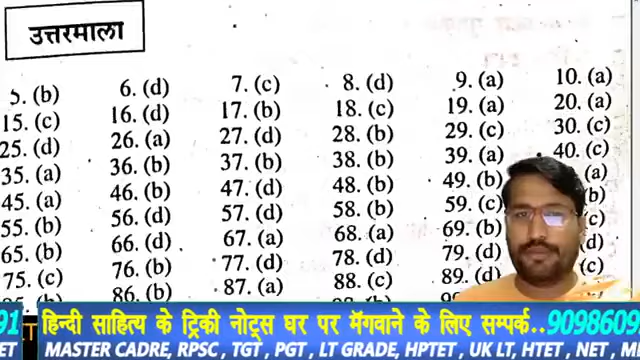 उत्तरमाला
5. (b) 6. (d) 7. (c) 8. (d) 9. (a) 10. (a)
15. (c) 16. (d) 17. (b) 18. (c) 19. (a) 20. (a)
25. (d) 26. (a) 27. (d) 28. (b) 29. (c) 30. (c)
35. (a) 36. (b) 37. (b) 38. (b) 39. (a) 40. (c)
45. (a) 46. (b) 47. (d) 48. (b) 49. (b)
55. (b) 56. (d) 57. (d) 58. (b) 59. (c) (b)
65. (b) 66. (d) 67. (a) 68. (a) 69. (b)
75. (c) 76. (b) 77. (d) 78. (d) 79. (d) (d)
86. (b) 87. (a) 88. (c) 89. (d) (c)
91 हिन्दी साहित्य के ट्रिकी नोट्स घर पर मॅगवाने के लिए सम्पर्क..9098609
MASTER CADRE, RPSC , TGT , PGT , LT GRADE, HPTET , UK LT, HTET , NET , M